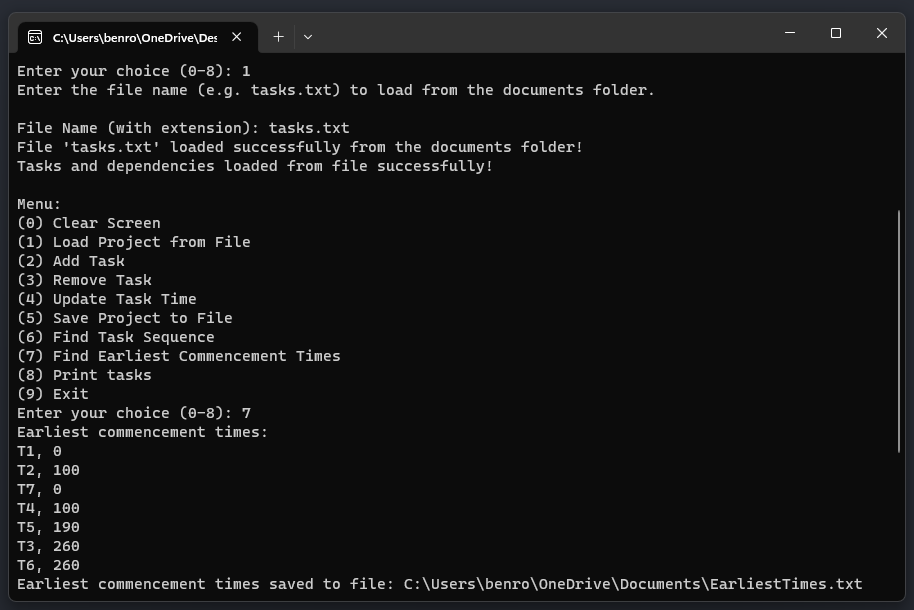 C:\Users\benro\OneDrive\Des
Enter your choice (0-8): 1
Enter the file name (e.g. tasks.txt) to load from the documents folder.
File Name (with extension): tasks.txt
File 'tasks.txt' loaded successfully from the documents folder!
Tasks and dependencies loaded from file successfully!
Menu:
(0) Clear Screen
(1) Load Project from File
(2) Add Task
(3) Remove Task
(4) Update Task Time
(5) Save Project to File
(6) Find Task Sequence
(7) Find Earliest Commencement Times
(8) Print tasks
(9) Exit
Enter your choice (0-8): 7
Earliest commencement times:
T1, 0
T2, 100
T7, 0
T4, 100
T5, 190
T3, 260
T6, 260
Earliest commencement times saved to file: C:\Users\benro\OneDrive\Documents\EarliestTimes.txt